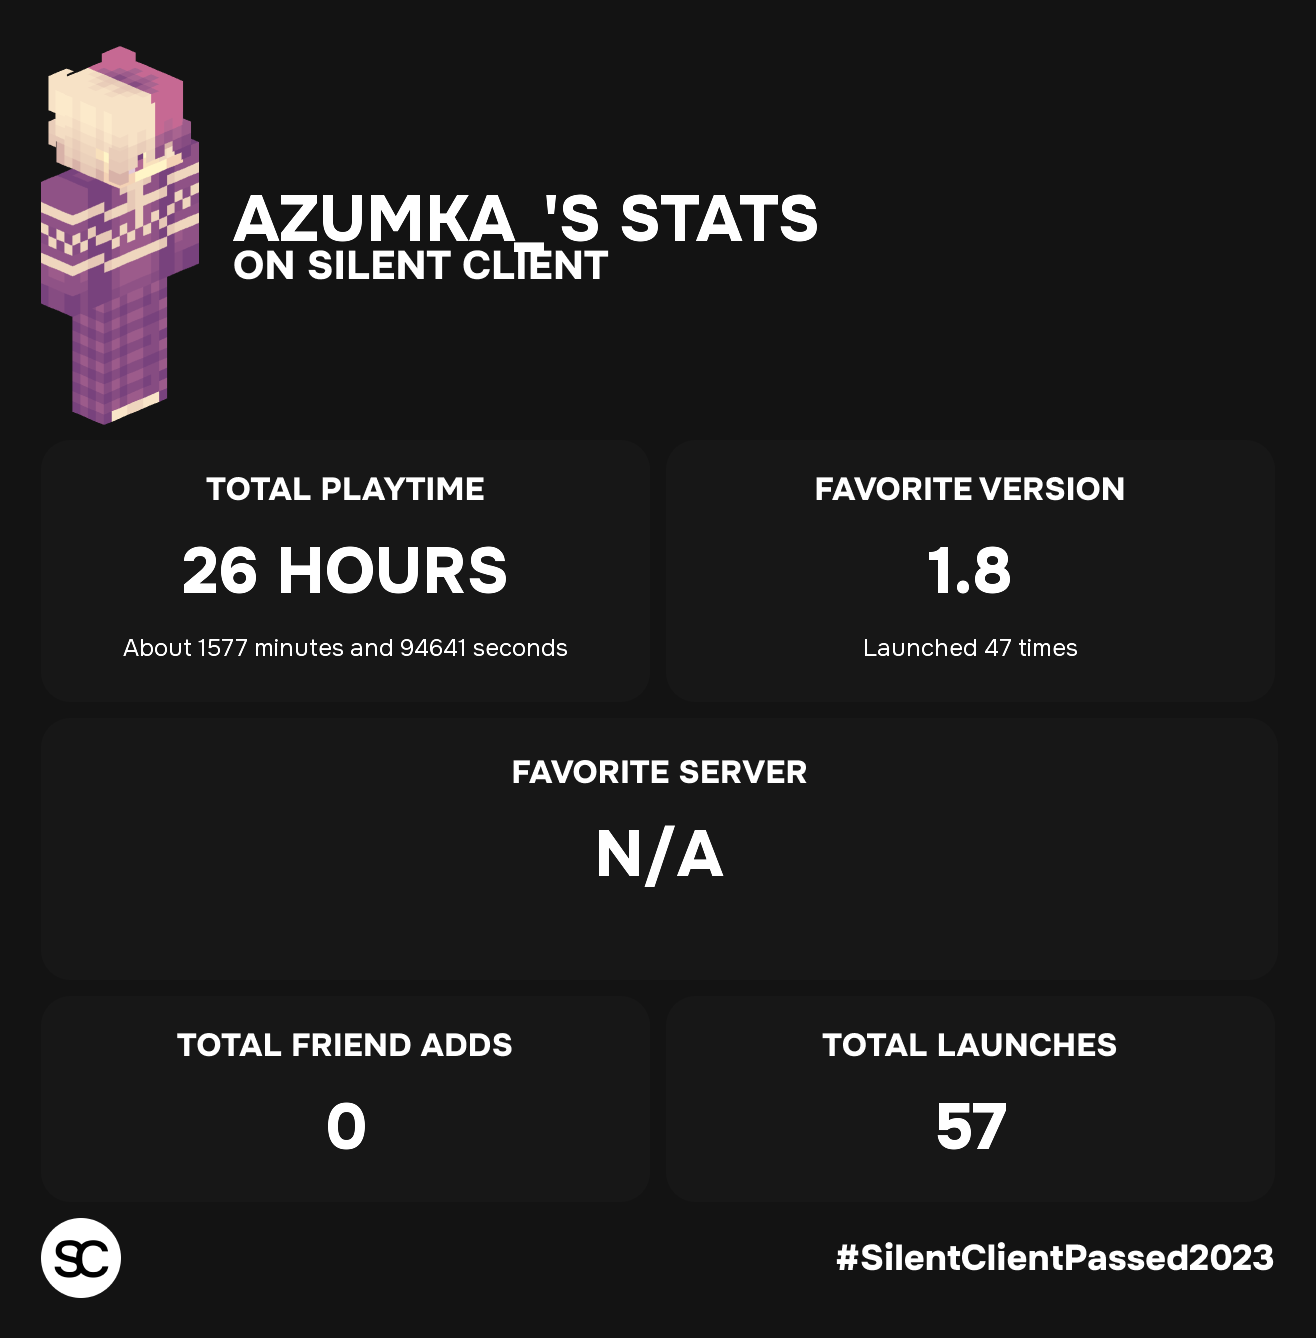 AZUMKA_'S STATS
ON SILENT CLIENT
TOTAL PLAYTIME
26 HOURS
About 1577 minutes and 94641 seconds
FAVORITE VERSION
1.8
Launched 47 times
FAVORITE SERVER
N/A
TOTAL FRIEND ADDS
0
TOTAL LAUNCHES
57
SC
#SilentClientPassed2023